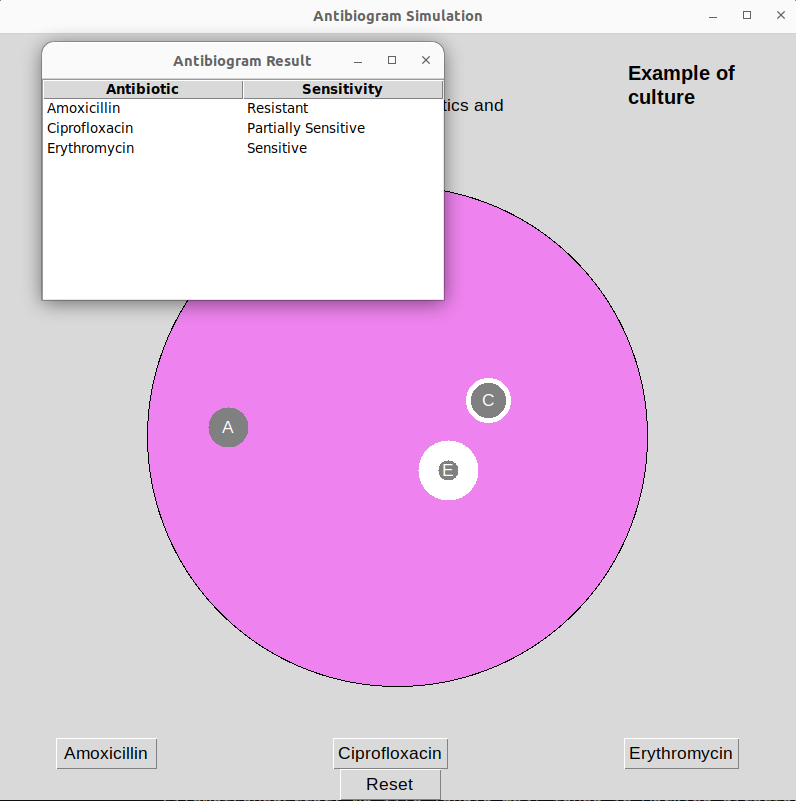 Antibiogram Simulation
Antibiogram Result
Antibiotic Sensitivity
Amoxicillin Resistant
Ciprofloxacin Partially Sensitive
Erythromycin Sensitive
and
Example of
culture
A
C
E
Amoxicillin
Ciprofloxacin
Erythromycin
Reset